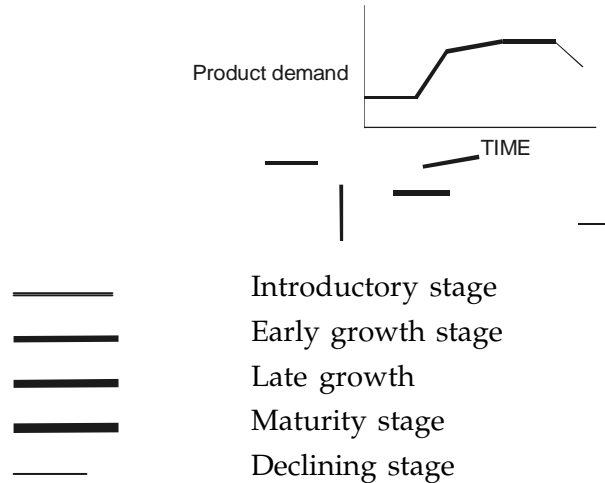 Product demand
TIME
Introductory stage
Early growth stage
Late growth
Maturity stage
Declining stage